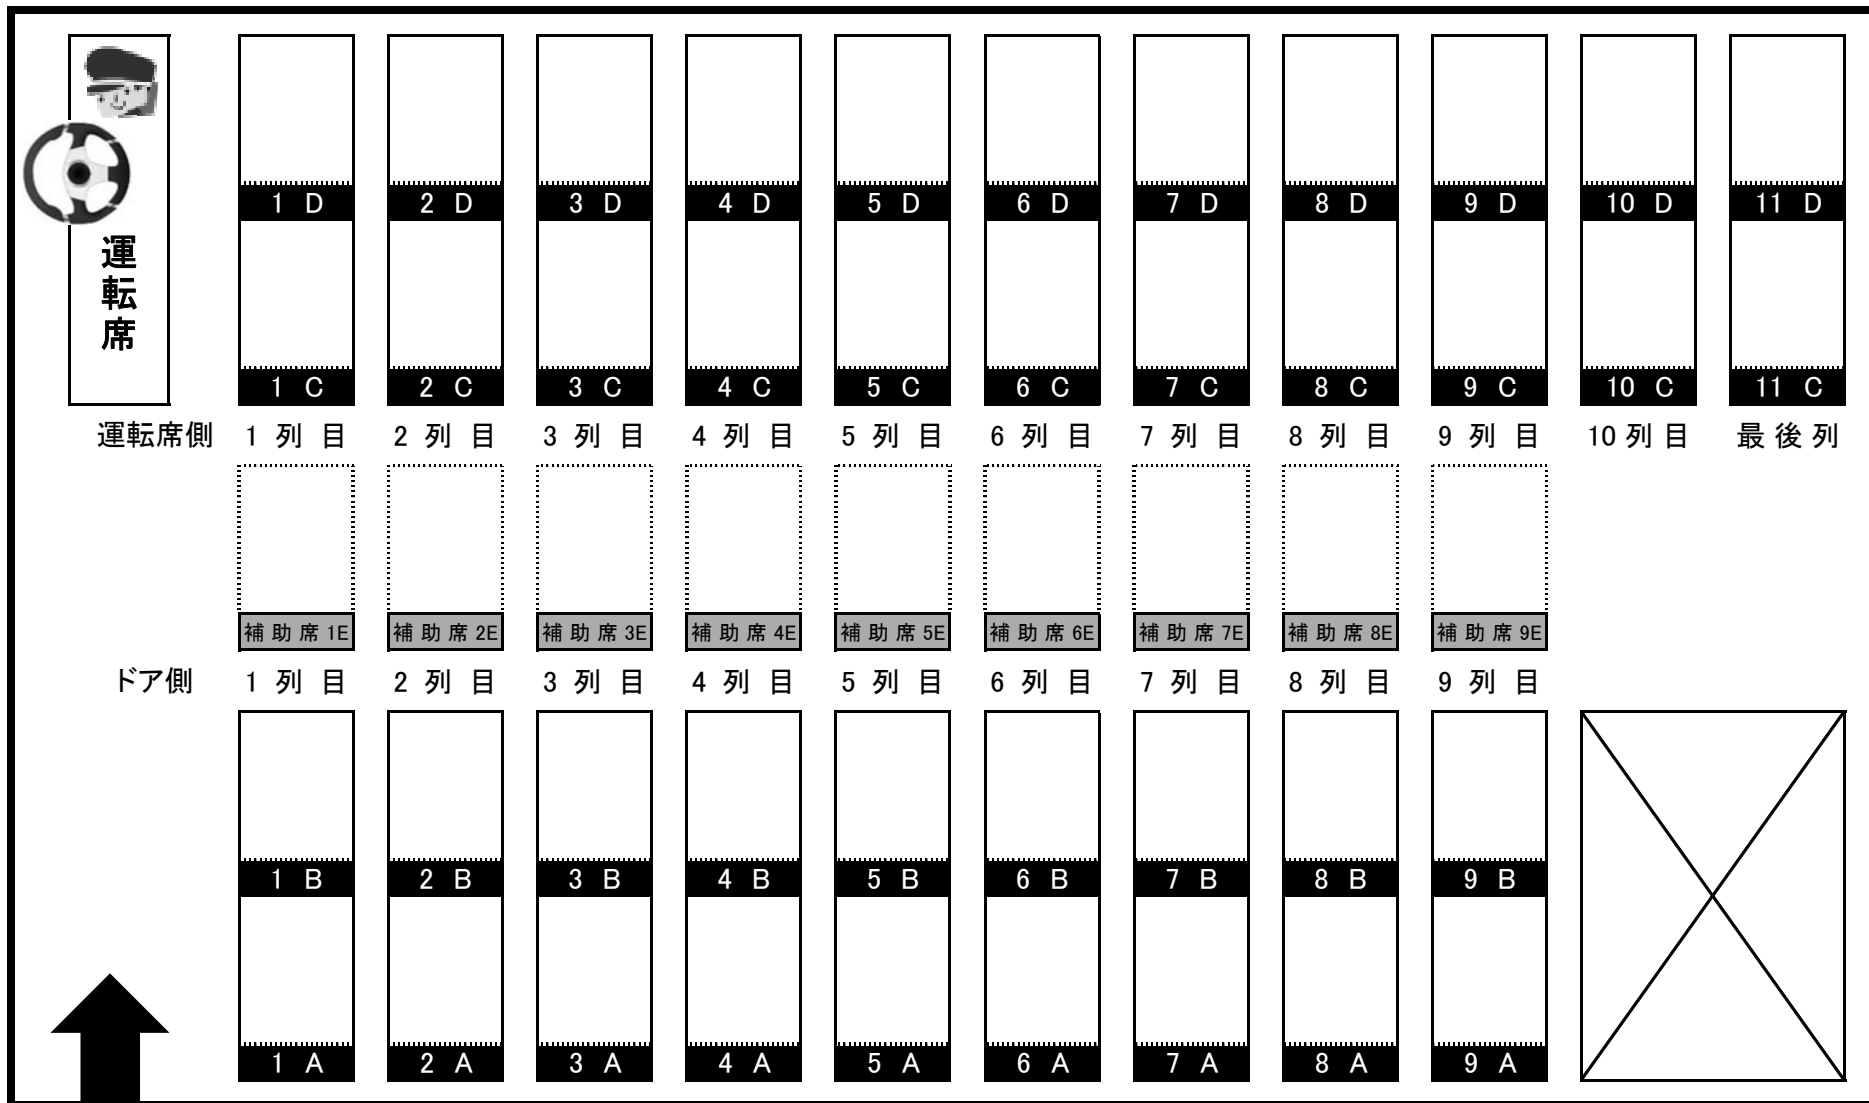 運転席
1 D 2 D 3 D 4 D 5 D 6 D 7 D 8 D 9 D 10 D 11 D
1 C 2 C 3 C 4 C 5 C 6 C 7 C 8 C 9 C 10 C 11 C
運転席側 1 列 目 2 列 目 3 列 目 4 列 目 5 列 目 6 列 目 7 列 目 8 列 目 9 列 目 10 列 目 最 後 列
補 助 席 1E 補 助 席 2E 補 助 席 3E 補 助 席 4E 補 助 席 5E 補 助 席 6E 補 助 席 7E 補 助 席 8E 補 助 席 9E
ドア側 1 列 目 2 列 目 3 列 目 4 列 目 5 列 目 6 列 目 7 列 目 8 列 目 9 列 目
1 B 2 B 3 B 4 B 5 B 6 B 7 B 8 B 9 B
1 A 2 A 3 A 4 A 5 A 6 A 7 A 8 A 9 A